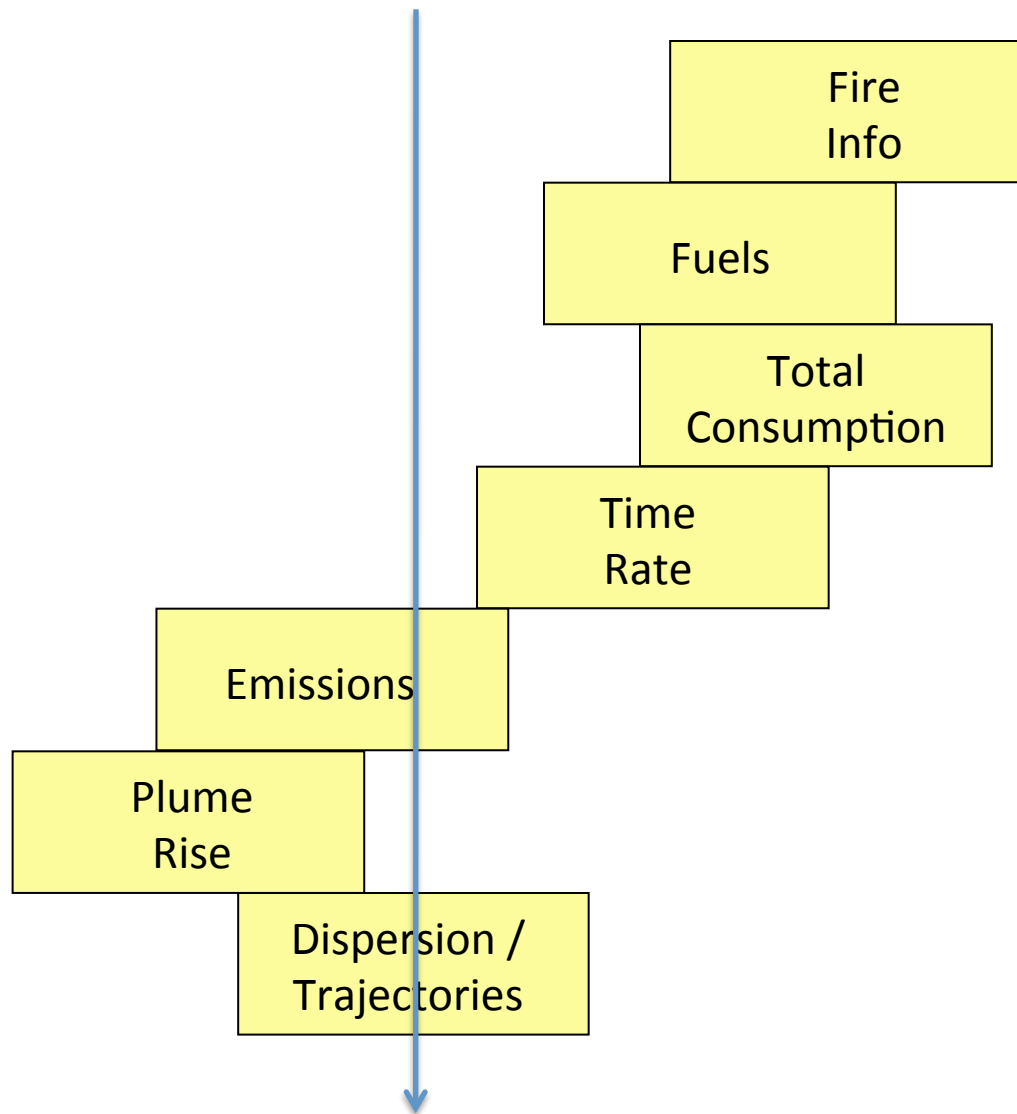 Fire
Info
Fuels
Total
Consumption
Time
Rate
Emissions
Plume
Rise
Dispersion /
Trajectories